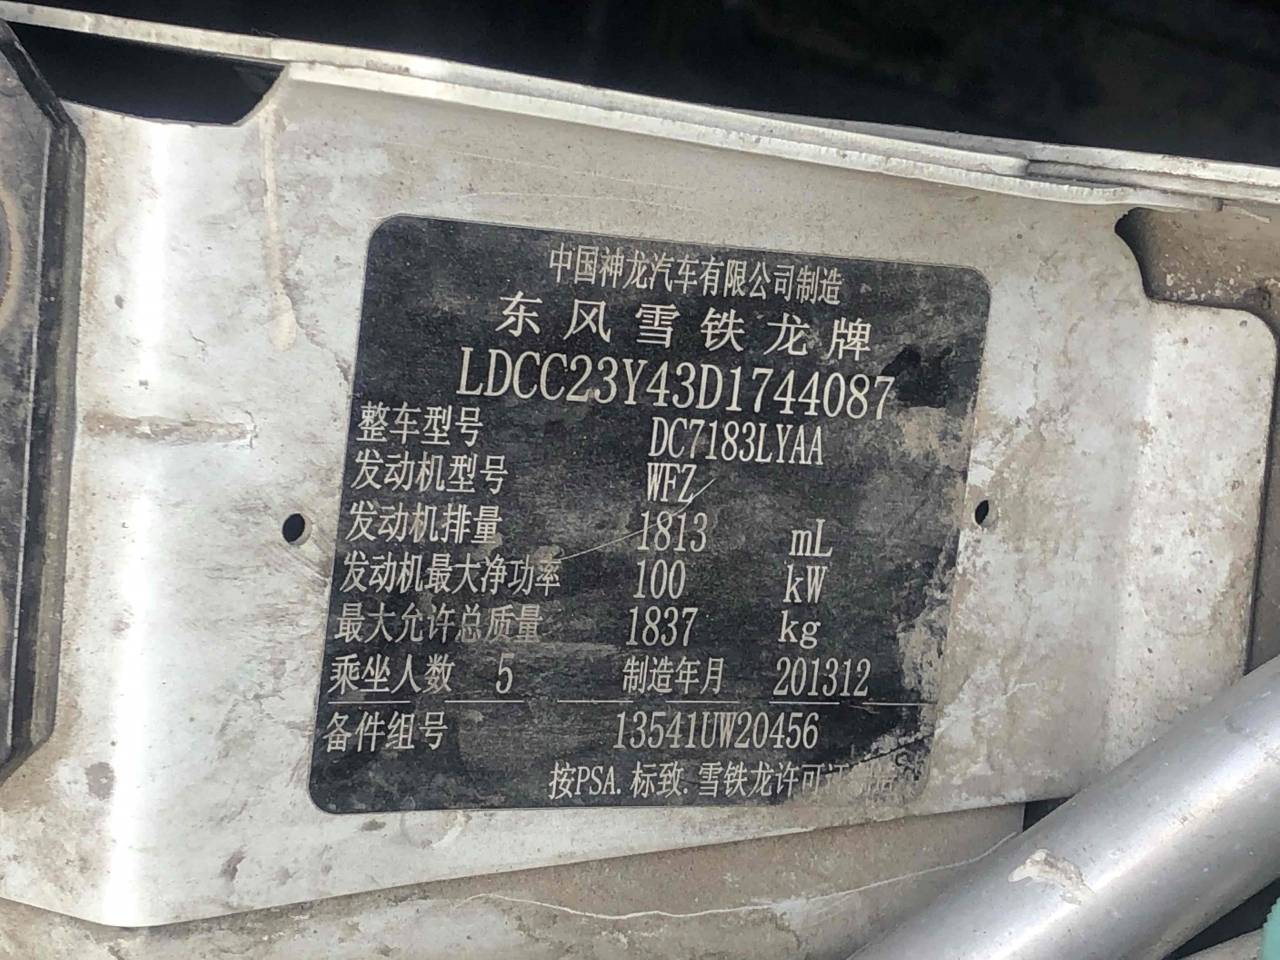 中国神龙汽车有限公司制造
东风雪铁龙牌
LDCC23Y43D1744087
整车型号 DC7183LYAA
发动机型号 WFZ
发动机排量 1813 mL
发动机最大净功率 100 kW
最大允许总质量 1837 kg
乘坐人数 5 制造年月 201312
备件组号 13541UW20456
按PSA.标致.雪铁龙许可证